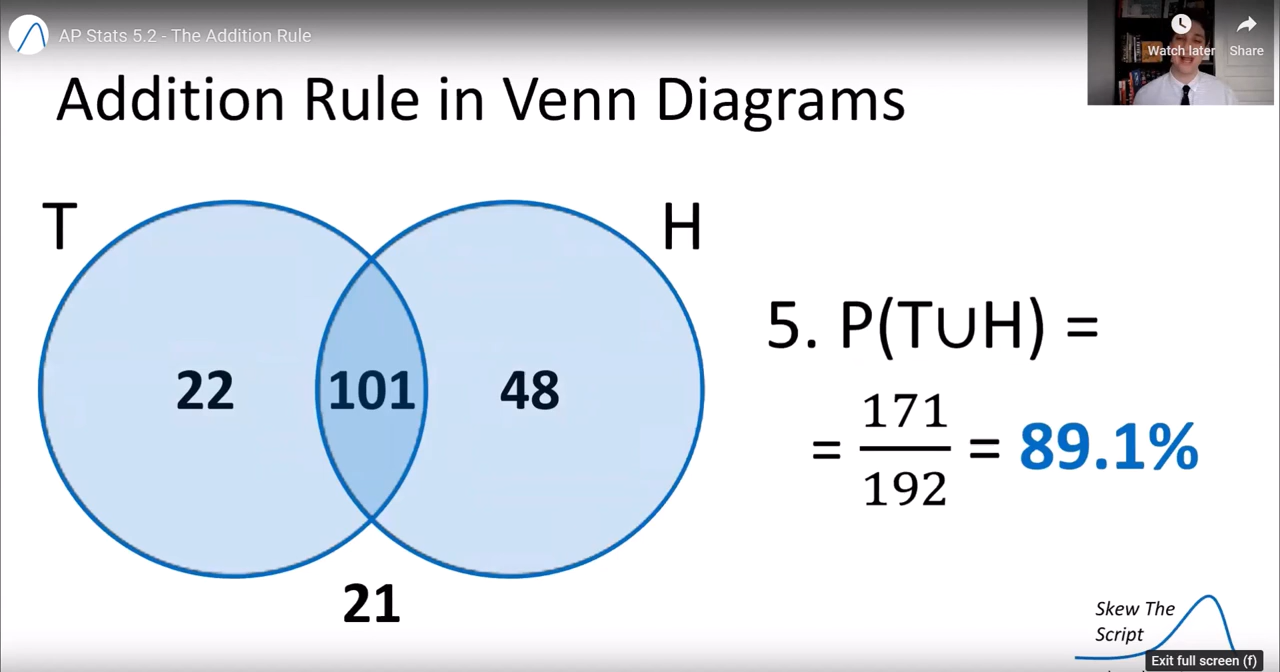 AP Stats 5.2 - The Addition Rule
Watch later
Share
Addition Rule in Venn Diagrams
T
H
22
101
48
21
5. P(T∪H) =
= 171/192 = 89.1%
Skew The
Script
Exit full screen (f)